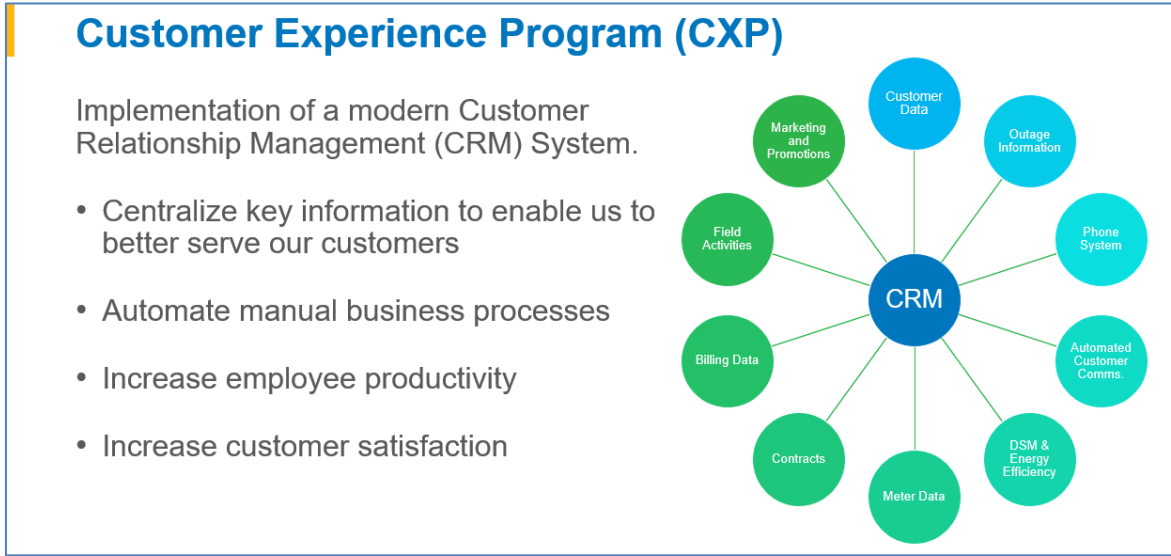 Customer Experience Program (CXP)
Implementation of a modern Customer
Relationship Management (CRM) System.
• Centralize key information to enable us to
better serve our customers
• Automate manual business processes
• Increase employee productivity
• Increase customer satisfaction
Customer
Data
Outage
Information
Phone
System
Automated
Customer
Comms.
DSM &
Energy
Efficiency
Meter Data
Contracts
Billing Data
Field
Activities
Marketing
and
Promotions
CRM